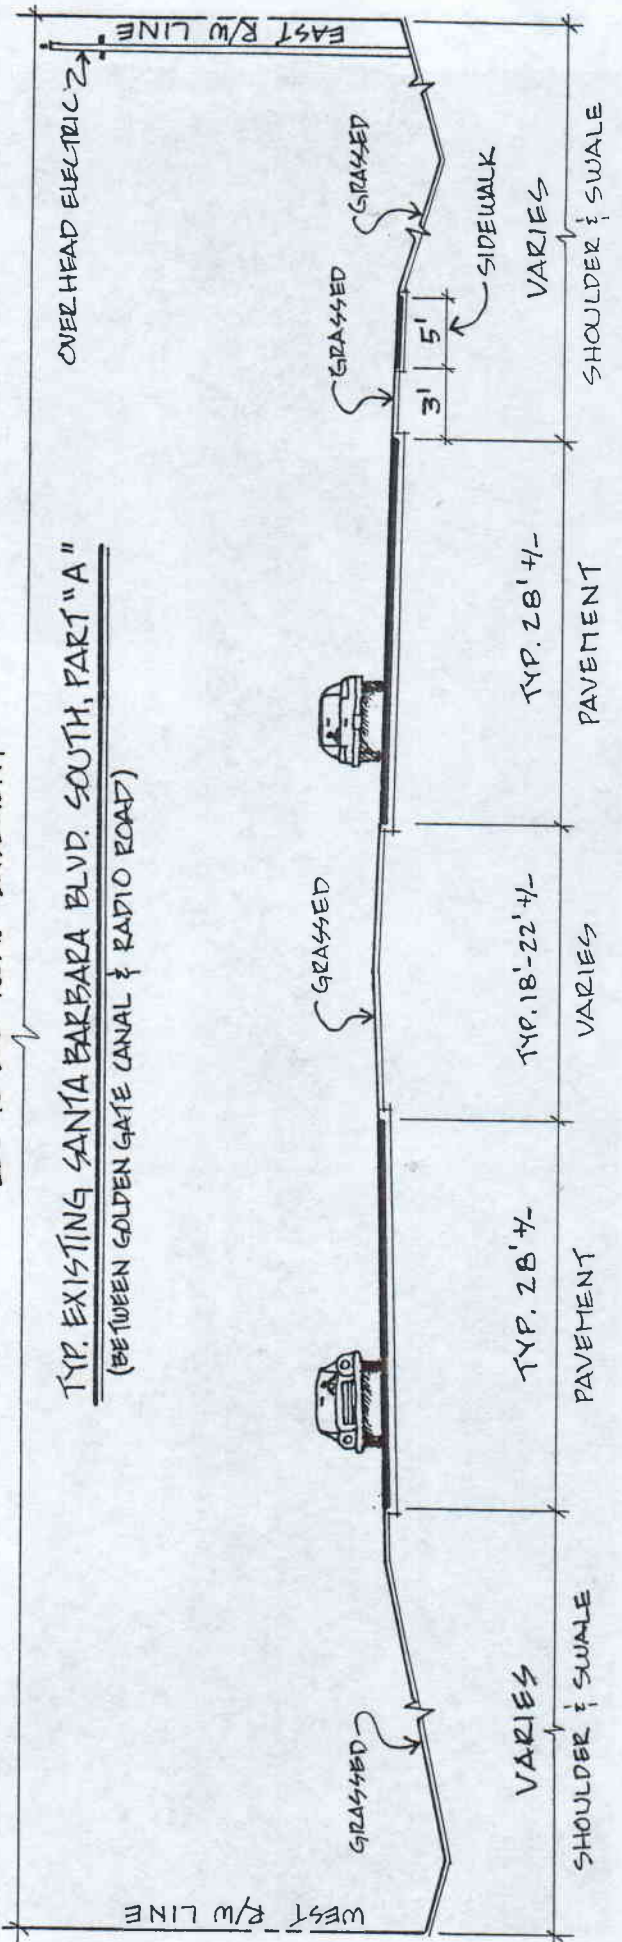 TYP. EXISTING SANTA BARBARA BLVD. SOUTH, PART "A"
(BETWEEN GOLDEN GATE CANAL & RADIO ROAD)
WEST R/W LINE
EAST R/W LINE
OVERHEAD ELECTRIC
GRASSED
GRASSED
GRASSED
GRASSED
3'
5'
SIDEWALK
VARIES
TYP. 28' +/-
TYP. 18'-22' +/-
TYP. 28' +/-
VARIES
SHOULDER & SWALE
PAVEMENT
VARIES
PAVEMENT
SHOULDER & SWALE